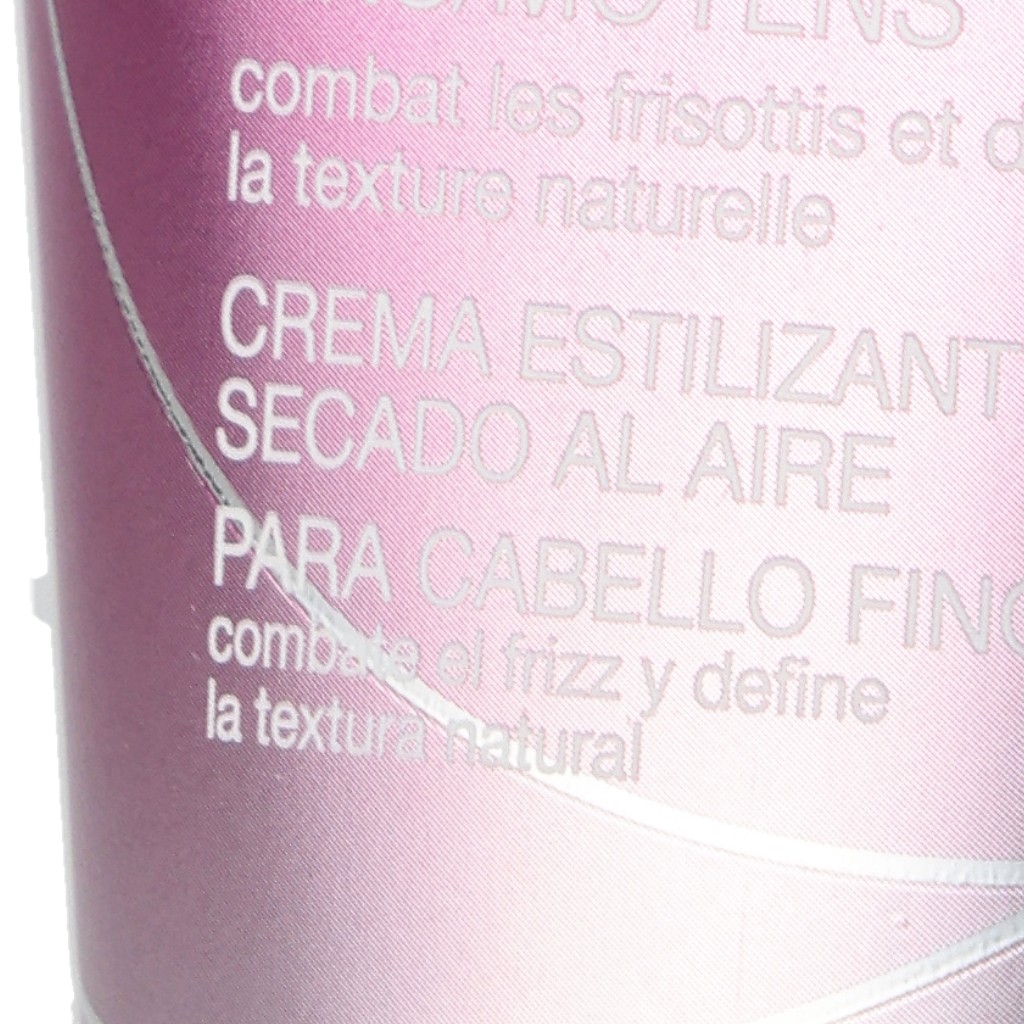 combat les frisottis et
la texture naturelle
CREMA ESTILIZANT
SECADO AL AIRE
PARA CABELLO FINO
combate el frizz y define
la textura natural